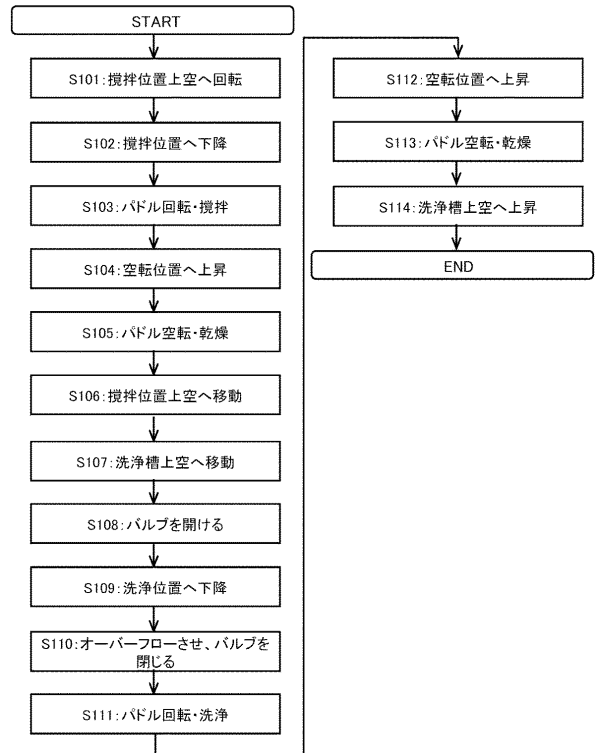 START
S101:撹拌位置上空へ回転
S102:撹拌位置へ下降
S103:パドル回転・撹拌
S104:空転位置へ上昇
S105:パドル空転・乾燥
S106:撹拌位置上空へ移動
S107:洗浄槽上空へ移動
S108:バルブを開ける
S109:洗浄位置へ下降
S110:オーバーフローさせ、バルブを
閉じる
S111:パドル回転・洗浄
S112:空転位置へ上昇
S113:パドル空転・乾燥
S114:洗浄槽上空へ上昇
END